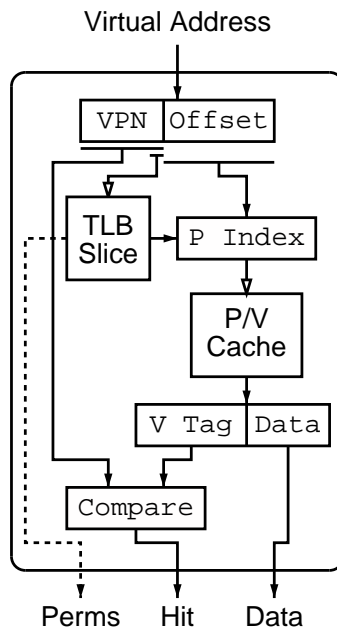 Virtual Address
VPN Offset
TLB
Slice
P Index
P/V
Cache
V Tag Data
Compare
Perms Hit Data